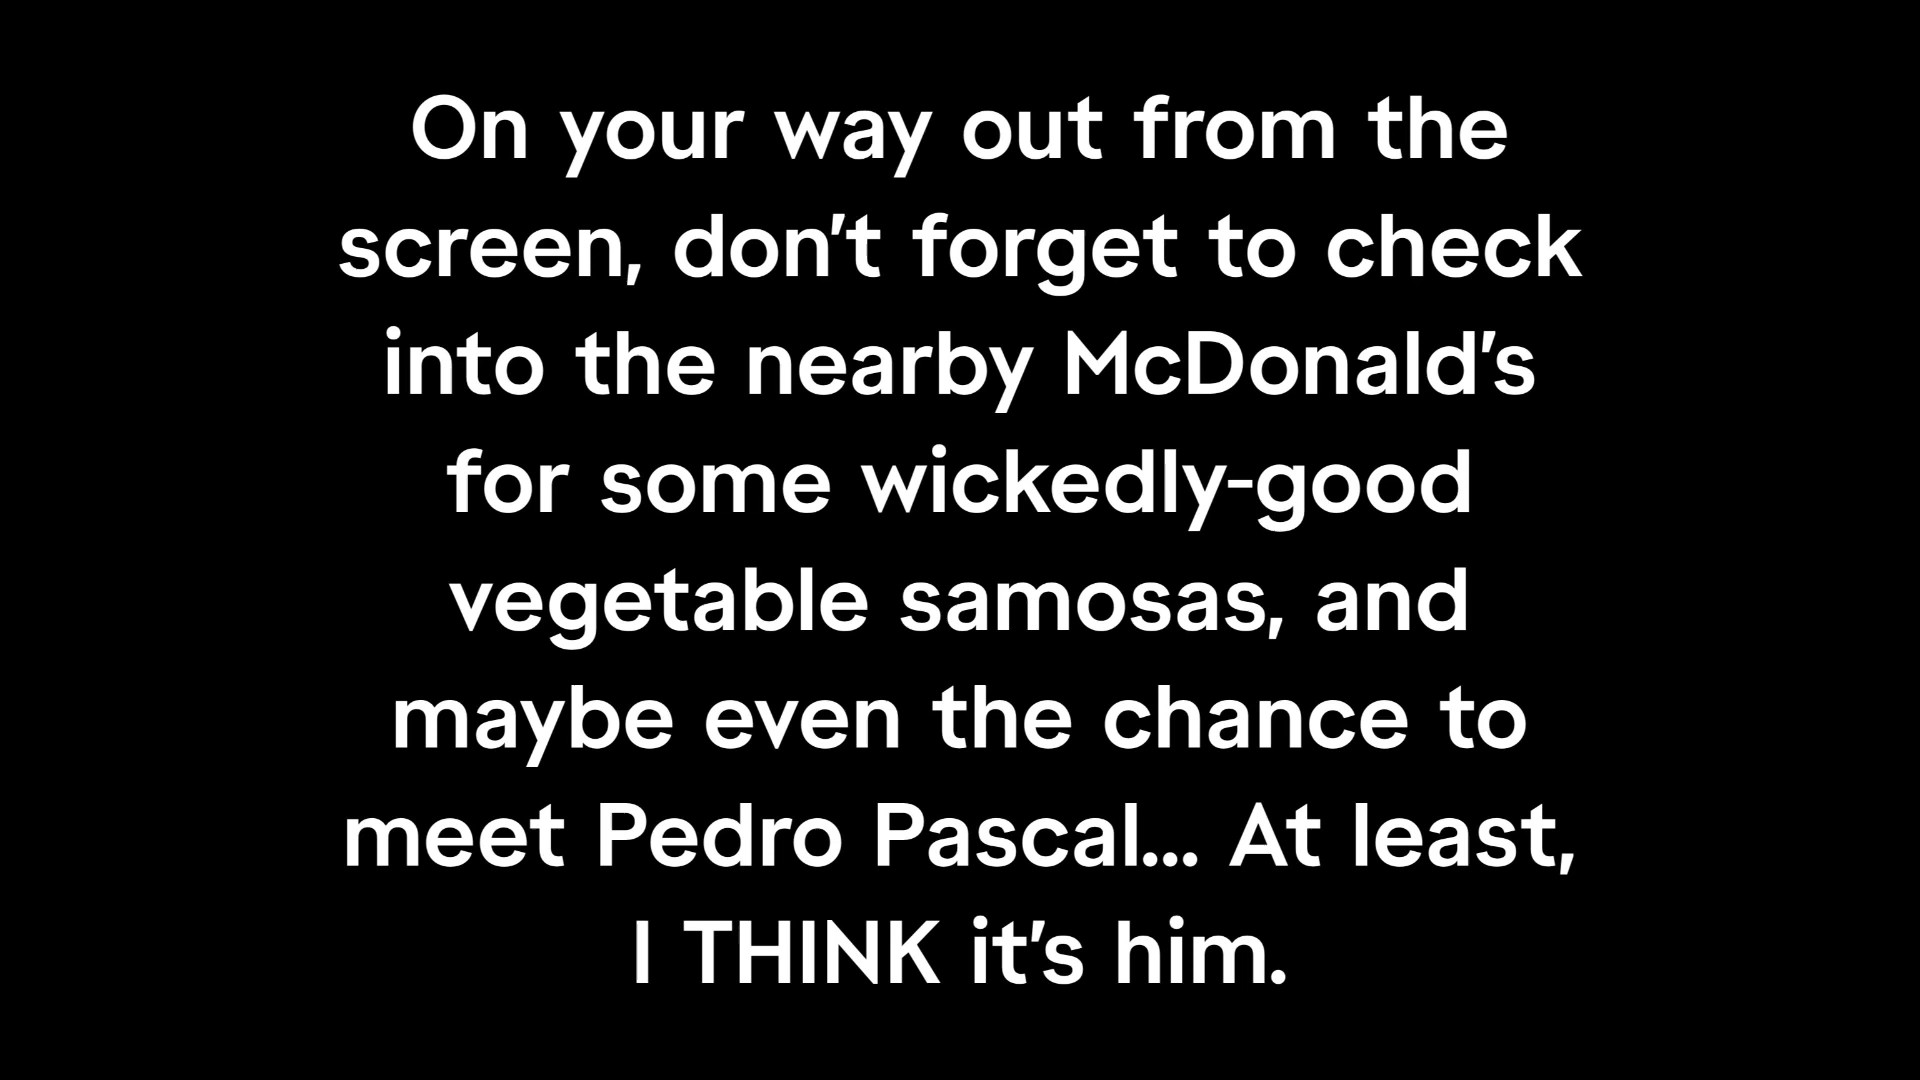 On your way out from the
screen, don't forget to check
into the nearby McDonald's
for some wickedly-good
vegetable samosas, and
maybe even the chance to
meet Pedro Pascal... At least,
I THINK it's him.